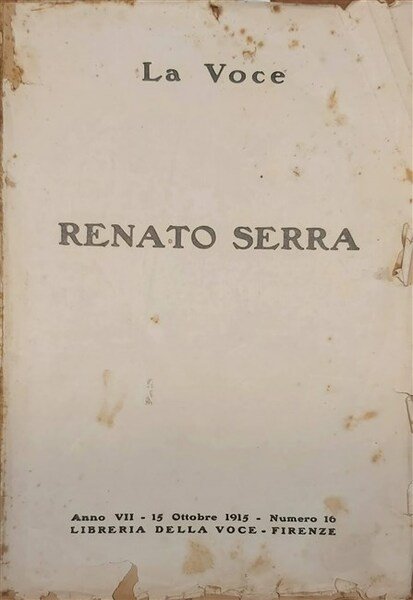 La Voce
RENATO SERRA
Anno VII - 15 Ottobre 1915 - Numero 16
LIBRERIA DELLA VOCE - FIRENZE